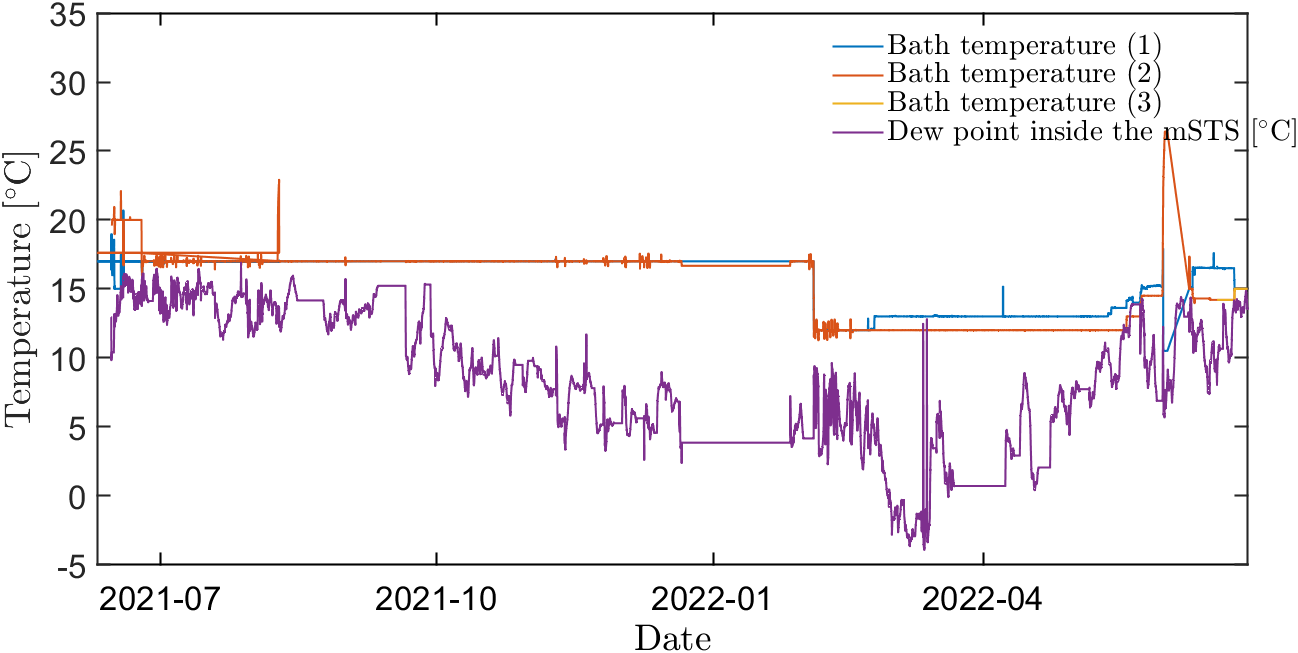 35
30
25
20
15
10
5
0
-5
Temperature [°C]
Bath temperature (1)
Bath temperature (2)
Bath temperature (3)
Dew point inside the mSTS [°C]
2021-07
2021-10
2022-01
2022-04
Date